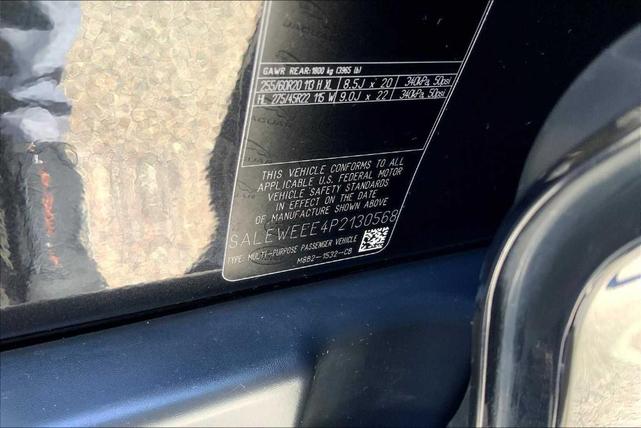 GAWR REAR: 1800 kg (3965 lb)
255/60R20 113 H XL 8.5J x 20 340kPa, 50psi
HL 275/45R22 115 W 9.0J x 22 340kPa, 50psi
THIS VEHICLE CONFORMS TO ALL
APPLICABLE U.S. FEDERAL MOTOR
VEHICLE SAFETY STANDARDS
IN EFFECT ON THE DATE
OF MANUFACTURE SHOWN ABOVE
SALEWEEE4P2130568
TYPE: MULTI-PURPOSE PASSENGER VEHICLE
M8B2-1532-CB